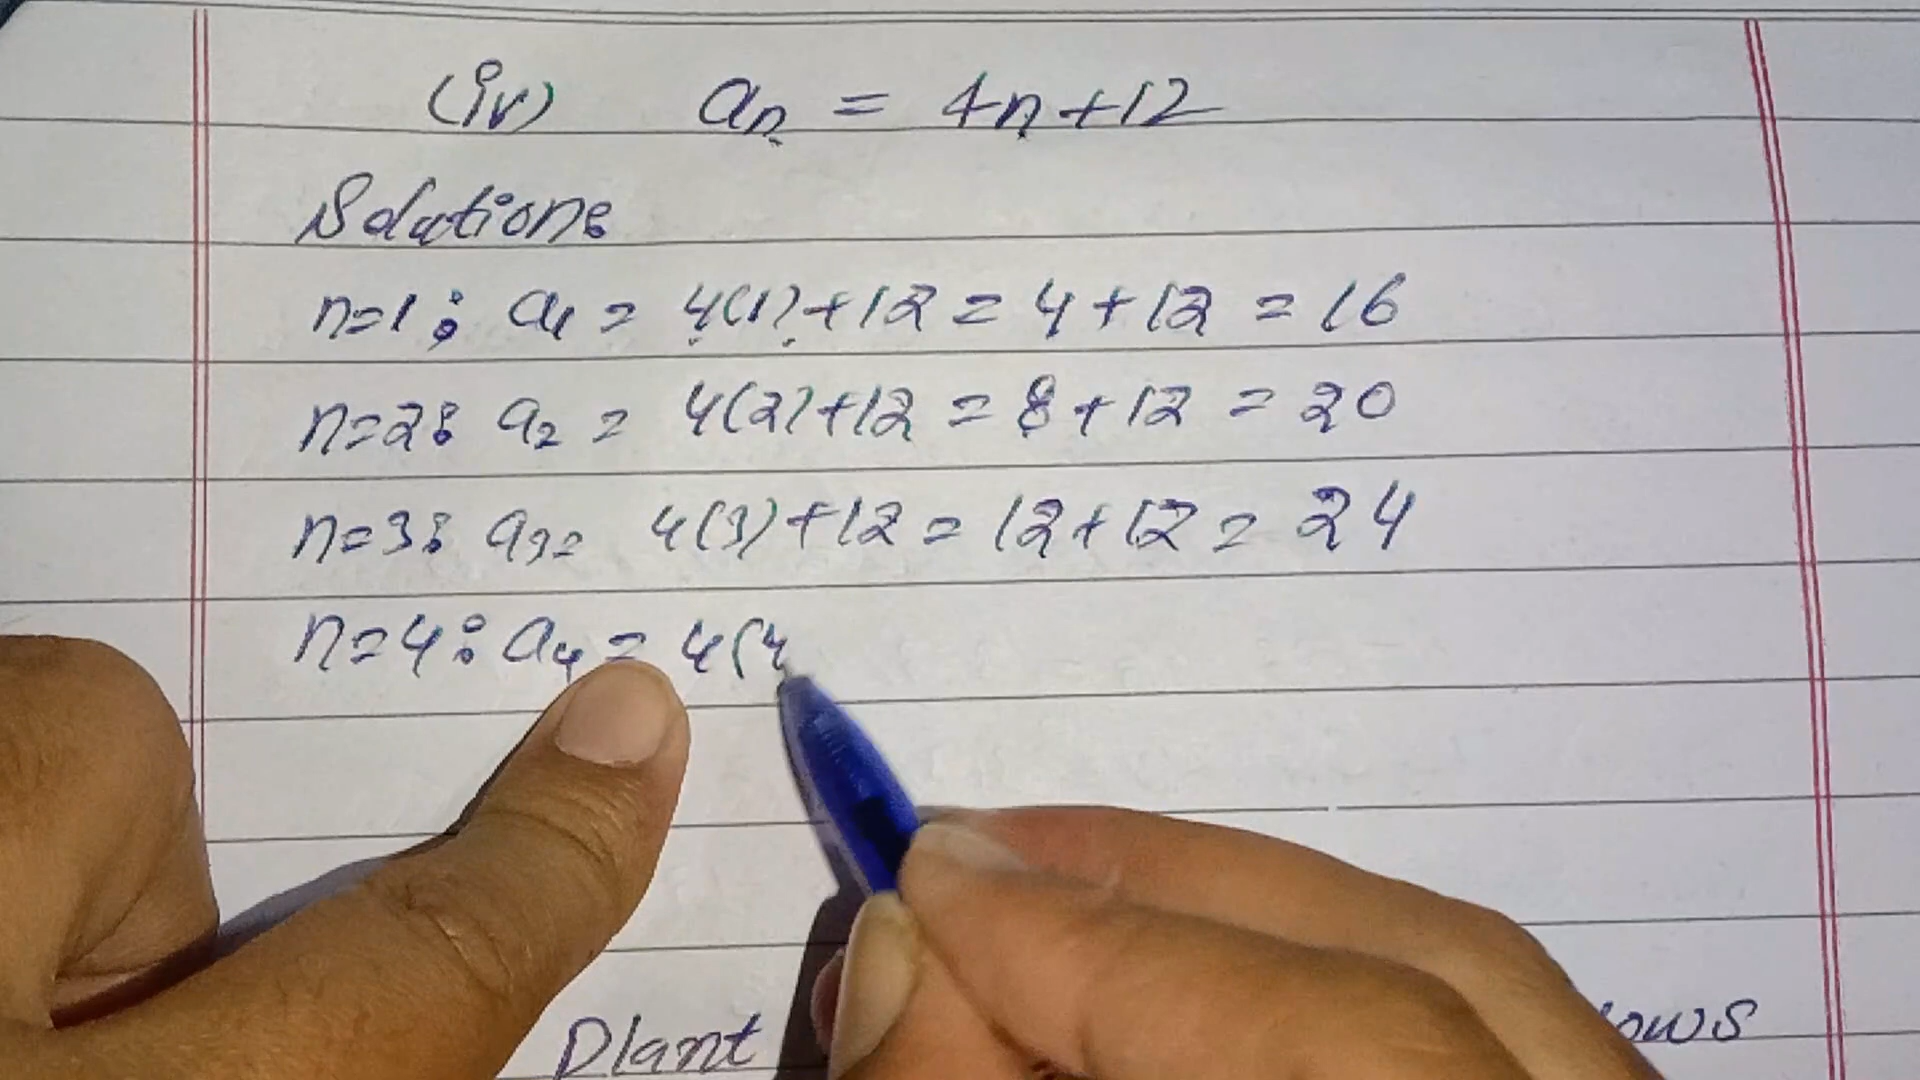 (iv) an = 4n+12
Solution:
n=1: a1 = 4(1)+12 = 4+12 = 16
n=2: a2 = 4(2)+12 = 8+12 = 20
n=3: a3= 4(3)+12 = 12+12 = 24
n=4: a4 = 4(4
Plant